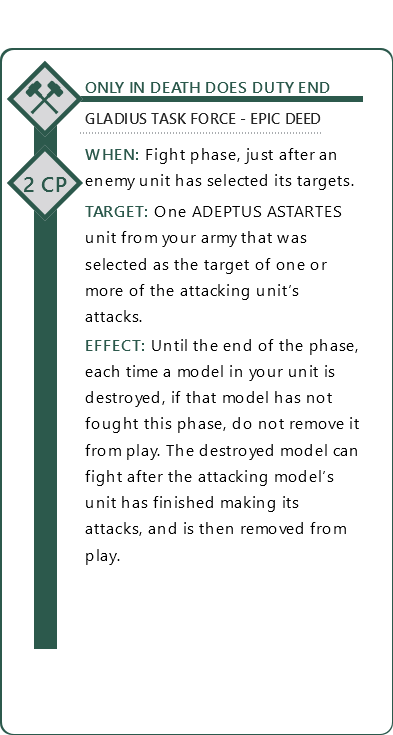 ONLY IN DEATH DOES DUTY END
GLADIUS TASK FORCE - EPIC DEED
2 CP
WHEN: Fight phase, just after an
enemy unit has selected its targets.
TARGET: One ADEPTUS ASTARTES
unit from your army that was
selected as the target of one or
more of the attacking unit's
attacks.
EFFECT: Until the end of the phase,
each time a model in your unit is
destroyed, if that model has not
fought this phase, do not remove it
from play. The destroyed model can
fight after the attacking model's
unit has finished making its
attacks, and is then removed from
play.